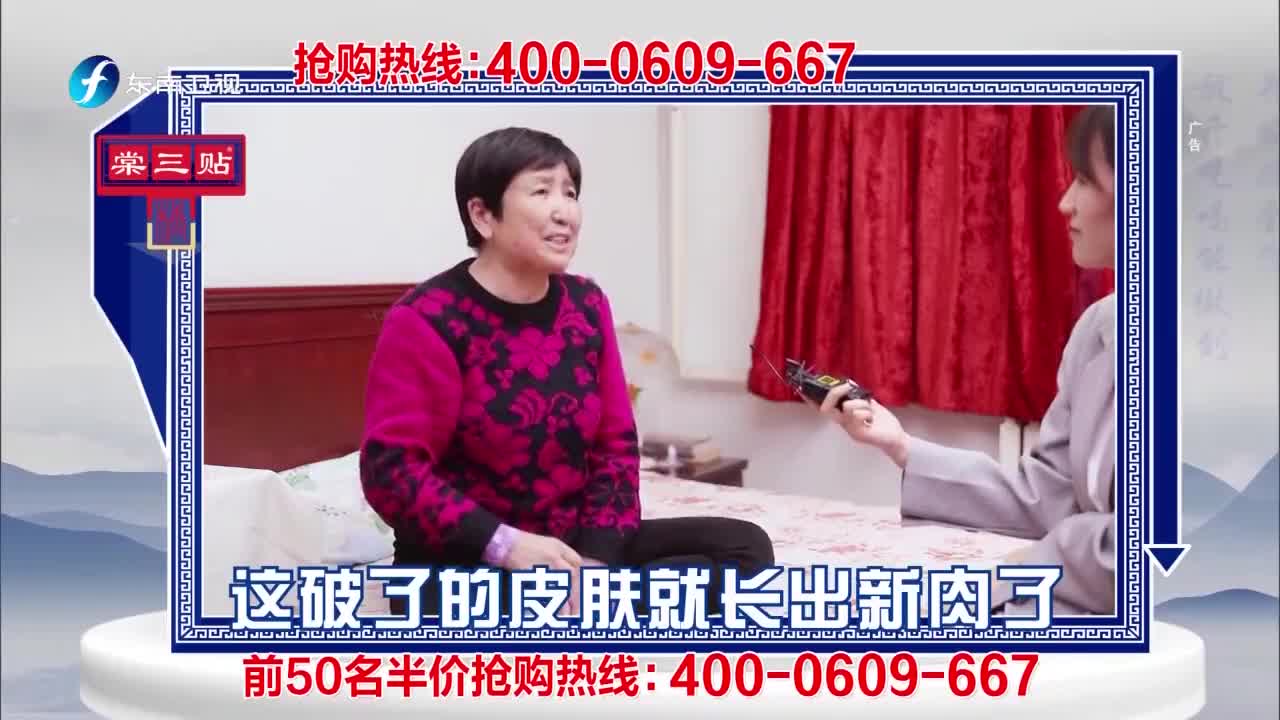 抢购热线:400-0609-667
东南卫视
广告
棠三贴
这破了的皮肤就长出新肉了
前50名半价抢购热线:400-0609-667